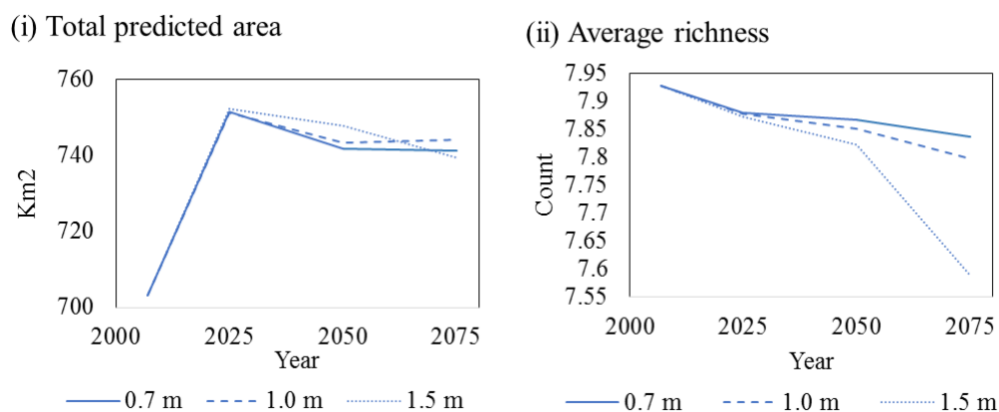 (i) Total predicted area
760
740
720
700
Km2
2000 2025 2050 2075
Year
0.7 m 1.0 m 1.5 m
(ii) Average richness
7.95
7.9
7.85
7.8
7.75
7.7
7.65
7.6
7.55
Count
2000 2025 2050 2075
Year
0.7 m 1.0 m 1.5 m